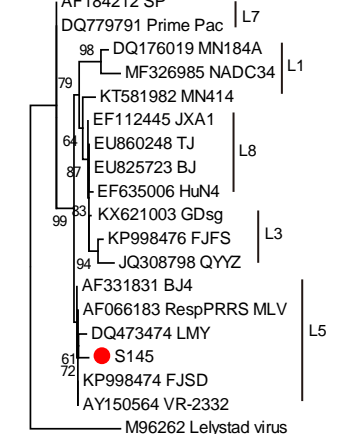 AF184212 SP
DQ779791 Prime Pac
L7
98
DQ176019 MN184A
MF326985 NADC34
L1
79
KT581982 MN414
EF112445 JXA1
64
EU860248 TJ
L8
EU825723 BJ
87
EF635006 HuN4
83
KX621003 GDsg
99
KP998476 FJFS
L3
94
JQ308798 QYYZ
AF331831 BJ4
AF066183 RespPRRS MLV
DQ473474 LMY
L5
61
S145
72
KP998474 FJSD
AY150564 VR-2332
M96262 Lelystad virus